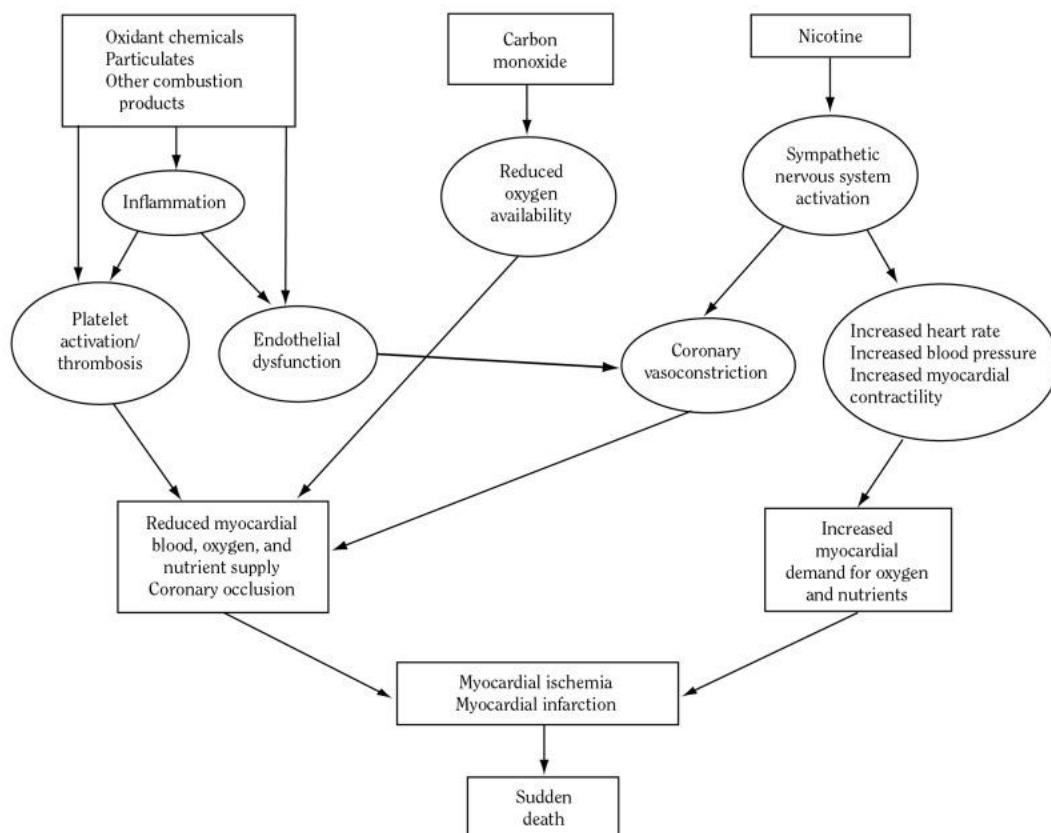 Oxidant chemicals
Particulates
Other combustion
products
Carbon
monoxide
Nicotine
Inflammation
Reduced
oxygen
availability
Sympathetic
nervous system
activation
Platelet
activation/
thrombosis
Endothelial
dysfunction
Coronary
vasoconstriction
Increased heart rate
Increased blood pressure
Increased myocardial
contractility
Reduced myocardial
blood, oxygen, and
nutrient supply
Coronary occlusion
Increased
myocardial
demand for oxygen
and nutrients
Myocardial ischemia
Myocardial infarction
Sudden
death